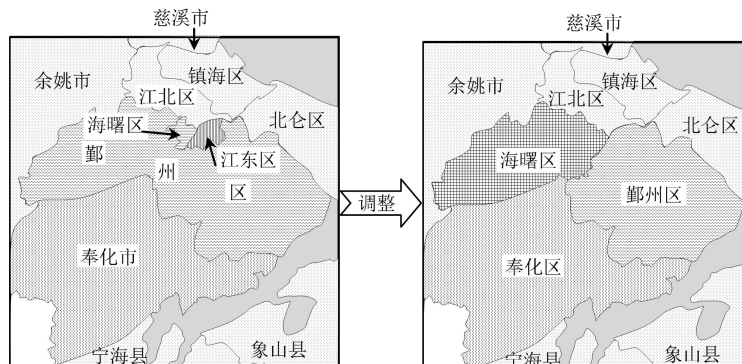 慈溪市
余姚市
镇海区
江北区
海曙区
北仑区
鄞
州
区
江东区
奉化市
宁海县
象山县
调整
慈溪市
余姚市
镇海区
江北区
北仑区
海曙区
鄞州区
奉化区
宁海县
象山县